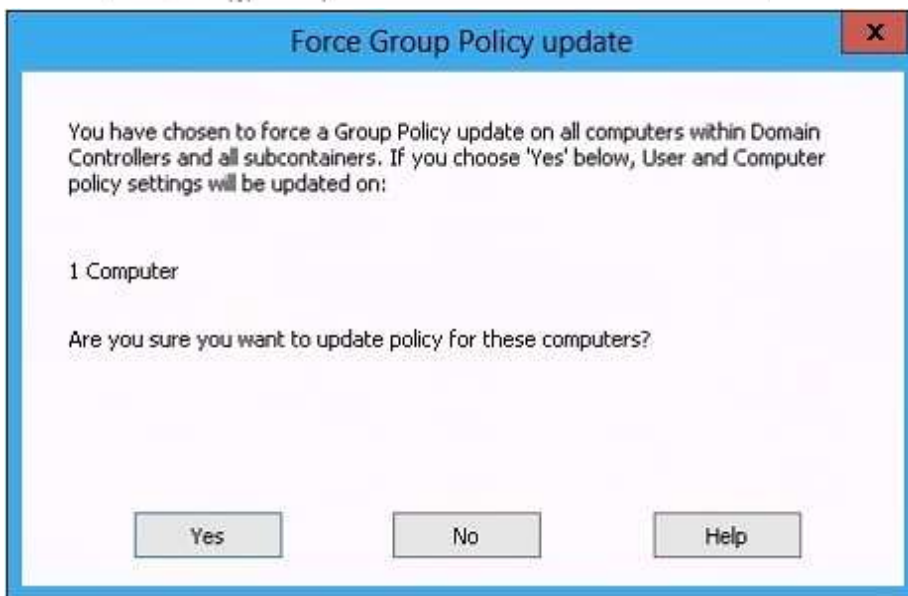 Force Group Policy update
x
You have chosen to force a Group Policy update on all computers within Domain
Controllers and all subcontainers. If you choose 'Yes' below, User and Computer
policy settings will be updated on:
1 Computer
Are you sure you want to update policy for these computers?
Yes No Help